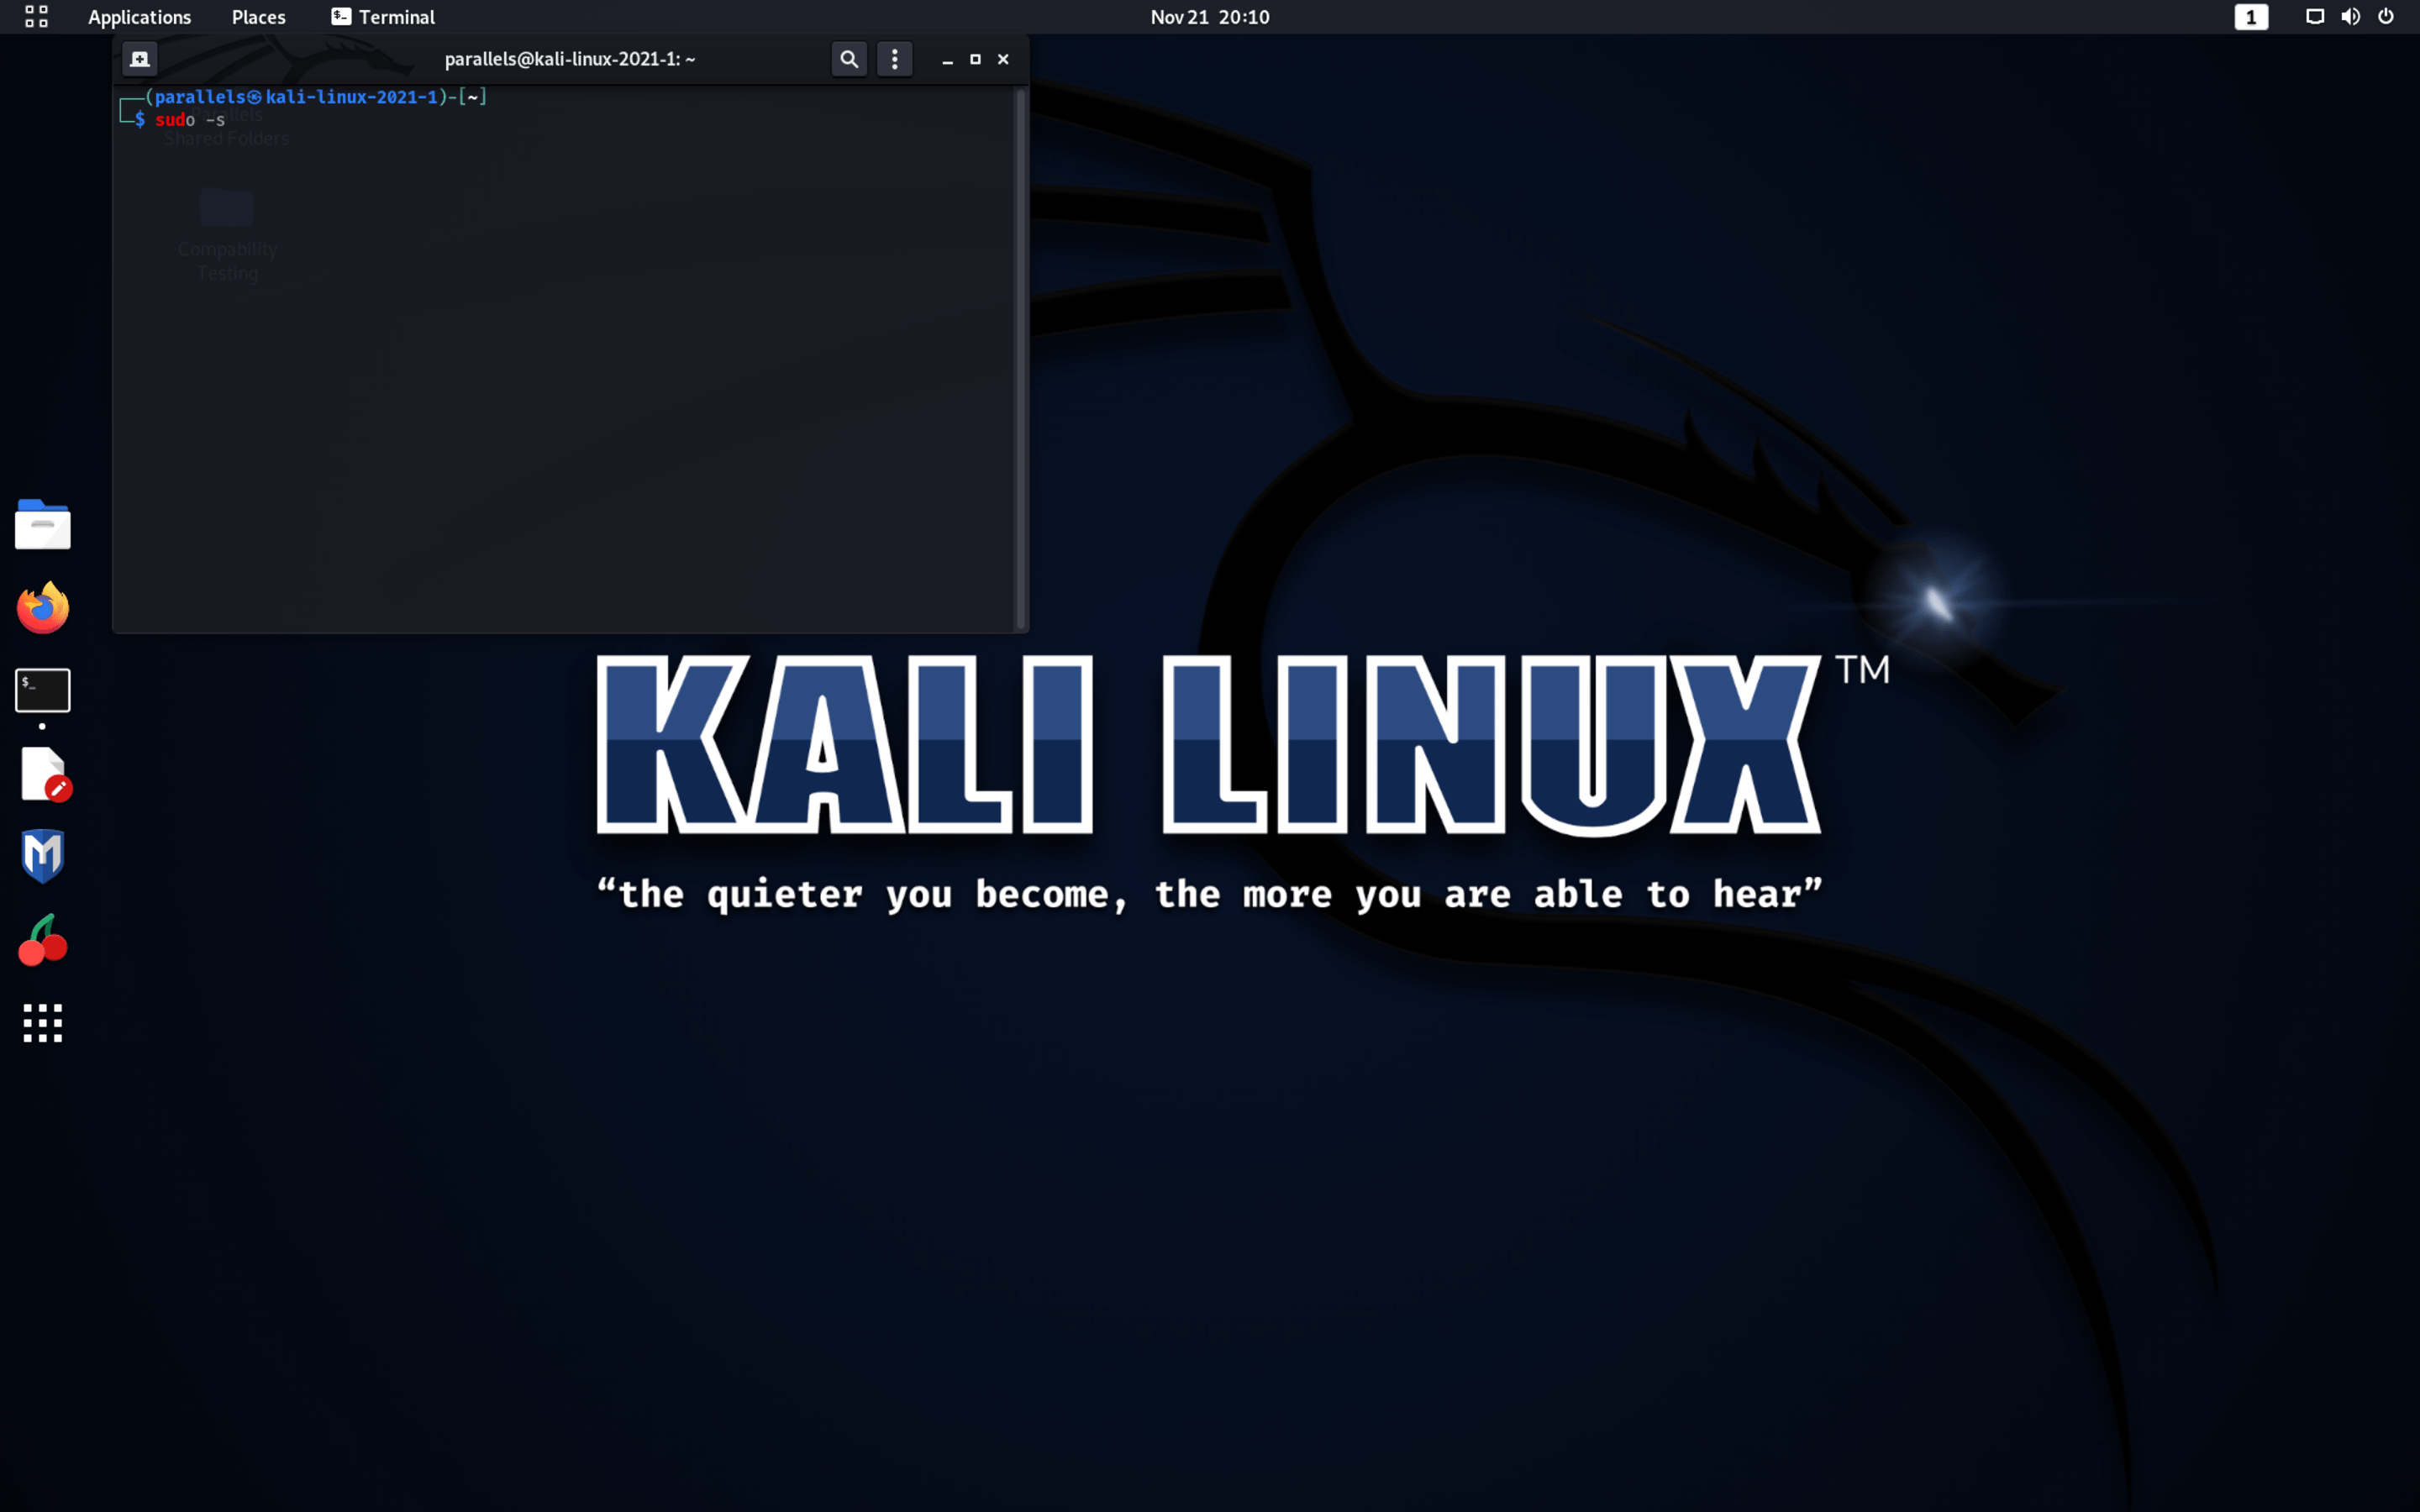 Applications Places Terminal Nov 21 20:10 1
parallels@kali-linux-2021-1: ~
┌──(parallels㉿kali-linux-2021-1)-[~]
└─$ sudo -s
Parallels
Shared Folders
Compability
Testing
$_
KALI LINUX™
“the quieter you become, the more you are able to hear”